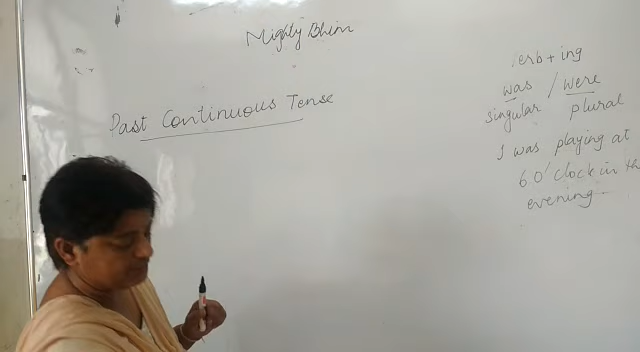 Mighty Bhim
Past Continuous Tense
verb + ing
was / were
singular plural
I was playing at
6.0' clock in the
evening.